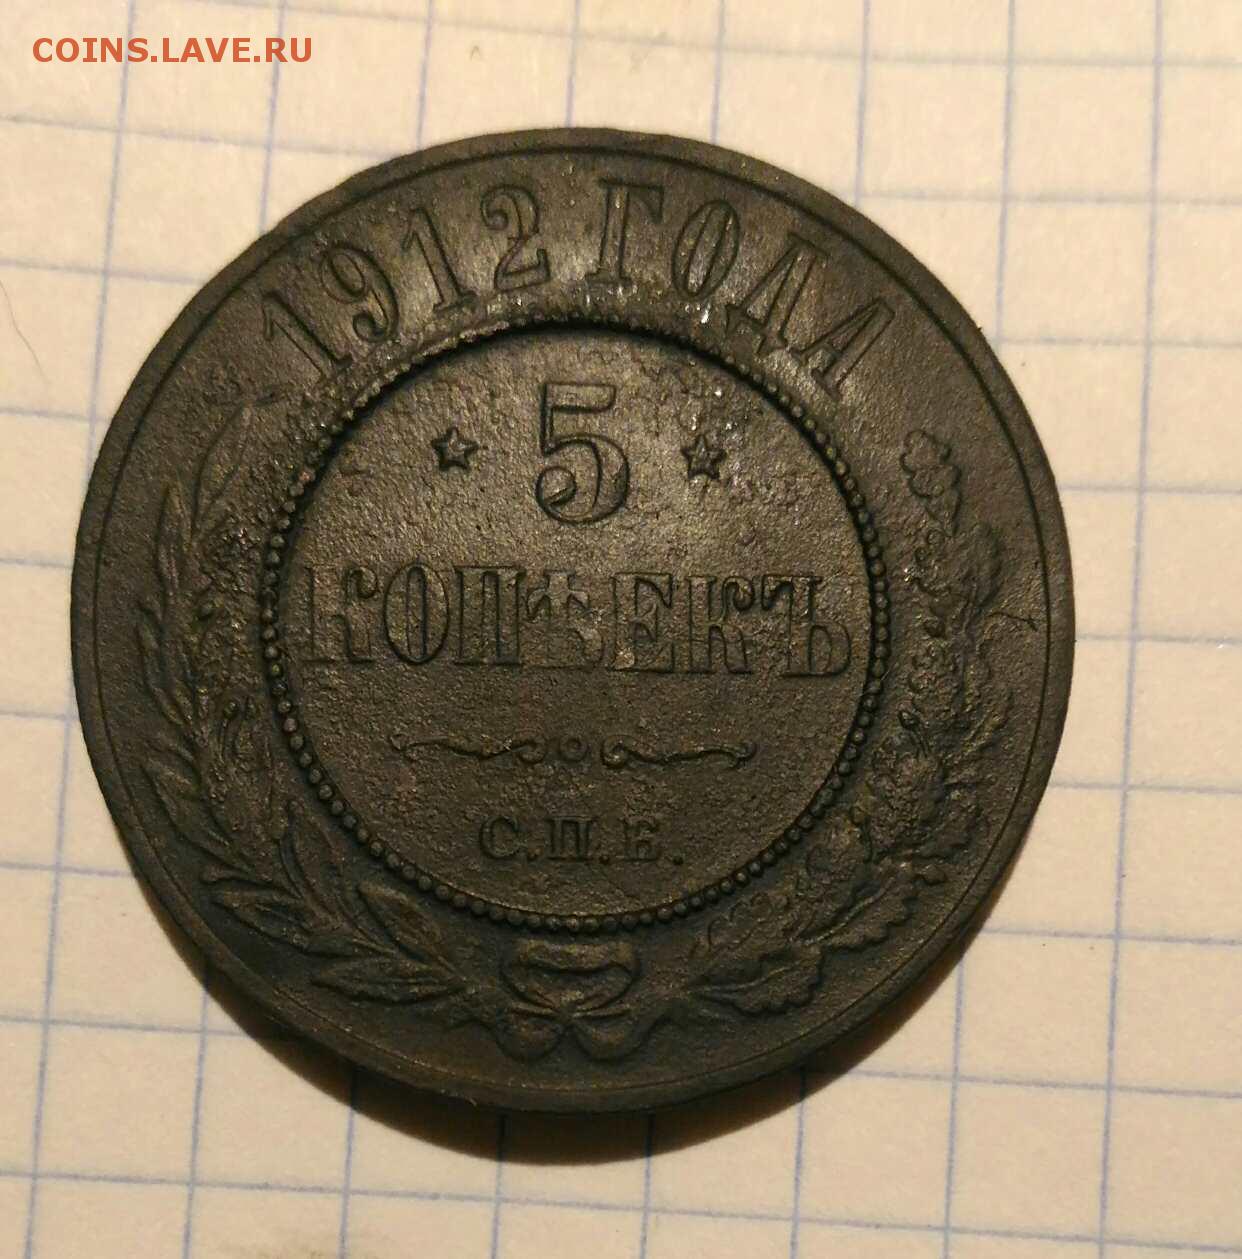 COINS.LAVE.RU
1912 ГОДА
5
КОПѢЕКЪ
С.П.Б.